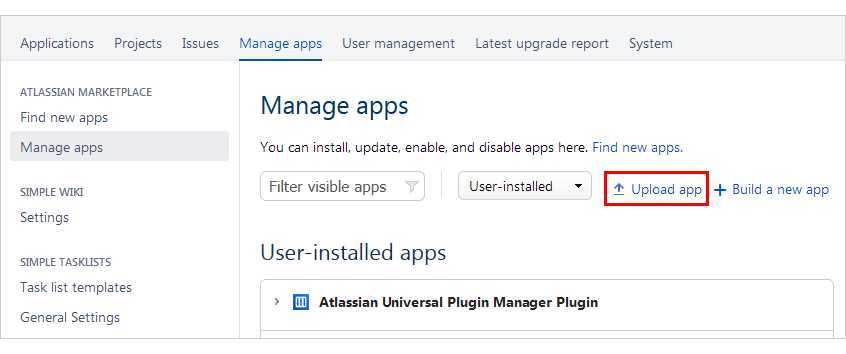 Applications Projects Issues Manage apps User management Latest upgrade report System
ATLASSIAN MARKETPLACE
Find new apps
Manage apps
SIMPLE WIKI
Settings
SIMPLE TASKLISTS
Task list templates
General Settings
Manage apps
You can install, update, enable, and disable apps here. Find new apps.
Filter visible apps User-installed Upload app Build a new app
User-installed apps
Atlassian Universal Plugin Manager Plugin